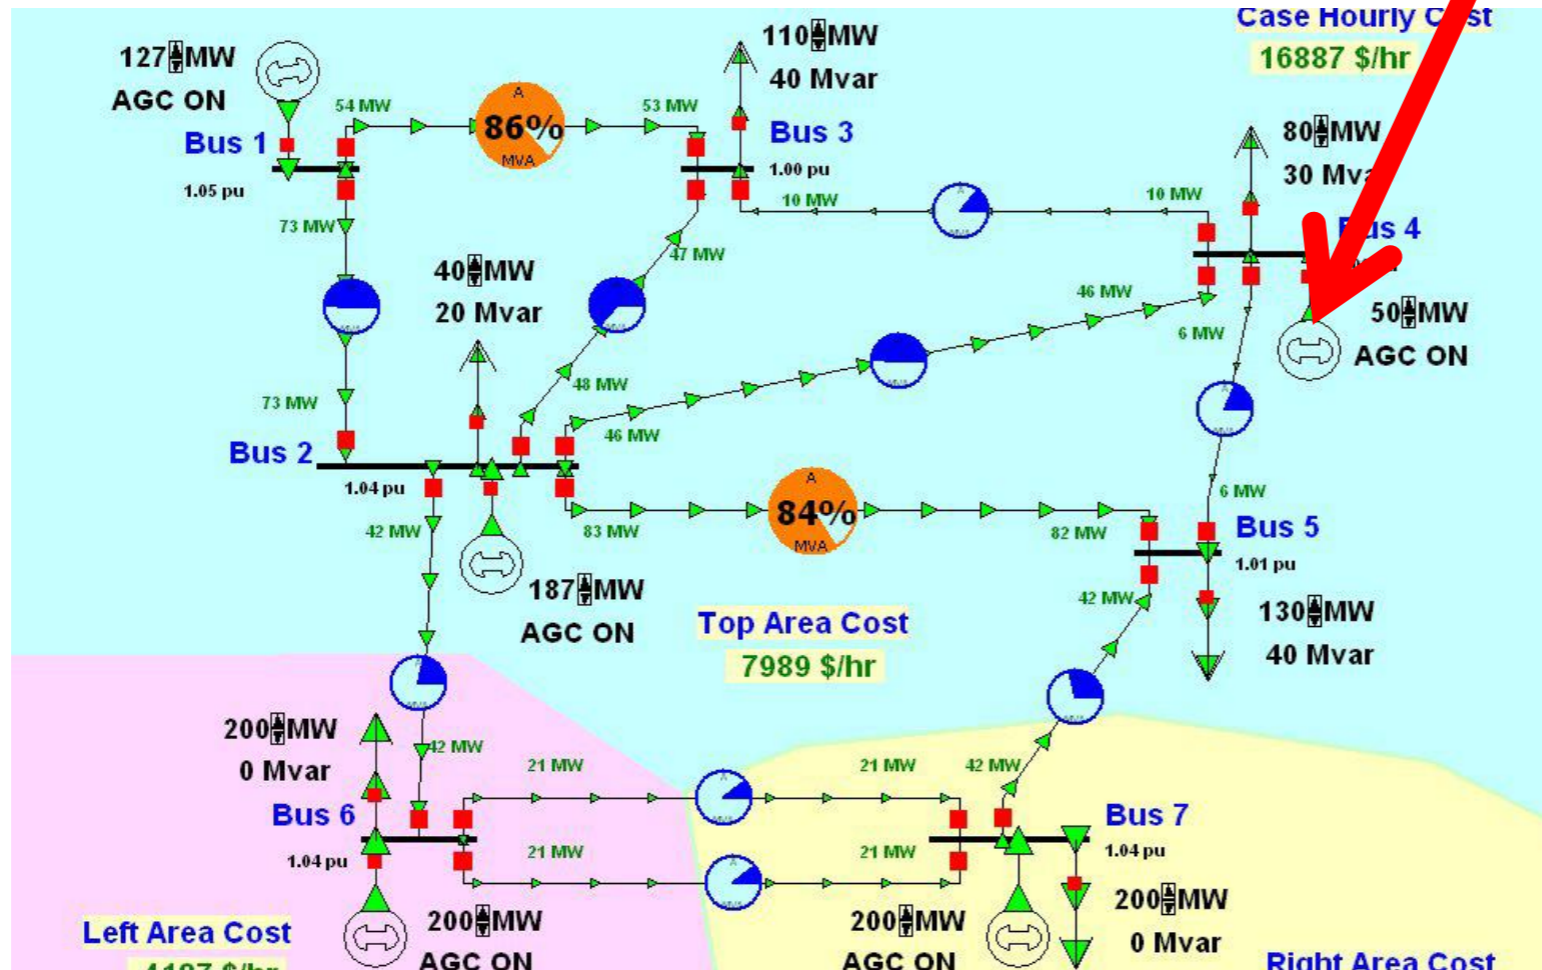 Case Hourly Cost
16887 $/hr
127 MW
AGC ON
Bus 1
1.05 pu
54 MW
A
86%
MVA
53 MW
110 MW
40 Mvar
Bus 3
1.00 pu
10 MW
10 MW
80 MW
30 Mva
Bus 4
50 MW
AGC ON
73 MW
73 MW
40 MW
20 Mvar
47 MW
48 MW
46 MW
46 MW
6 MW
6 MW
Bus 2
1.04 pu
42 MW
187 MW
AGC ON
83 MW
A
84%
MVA
82 MW
Bus 5
1.01 pu
130 MW
40 Mvar
42 MW
Top Area Cost
7989 $/hr
200 MW
0 Mvar
42 MW
Bus 6
1.04 pu
21 MW
21 MW
21 MW
21 MW
42 MW
Bus 7
1.04 pu
200 MW
0 Mvar
200 MW
AGC ON
200 MW
AGC ON
Left Area Cost
$/hr
Right Area Cost